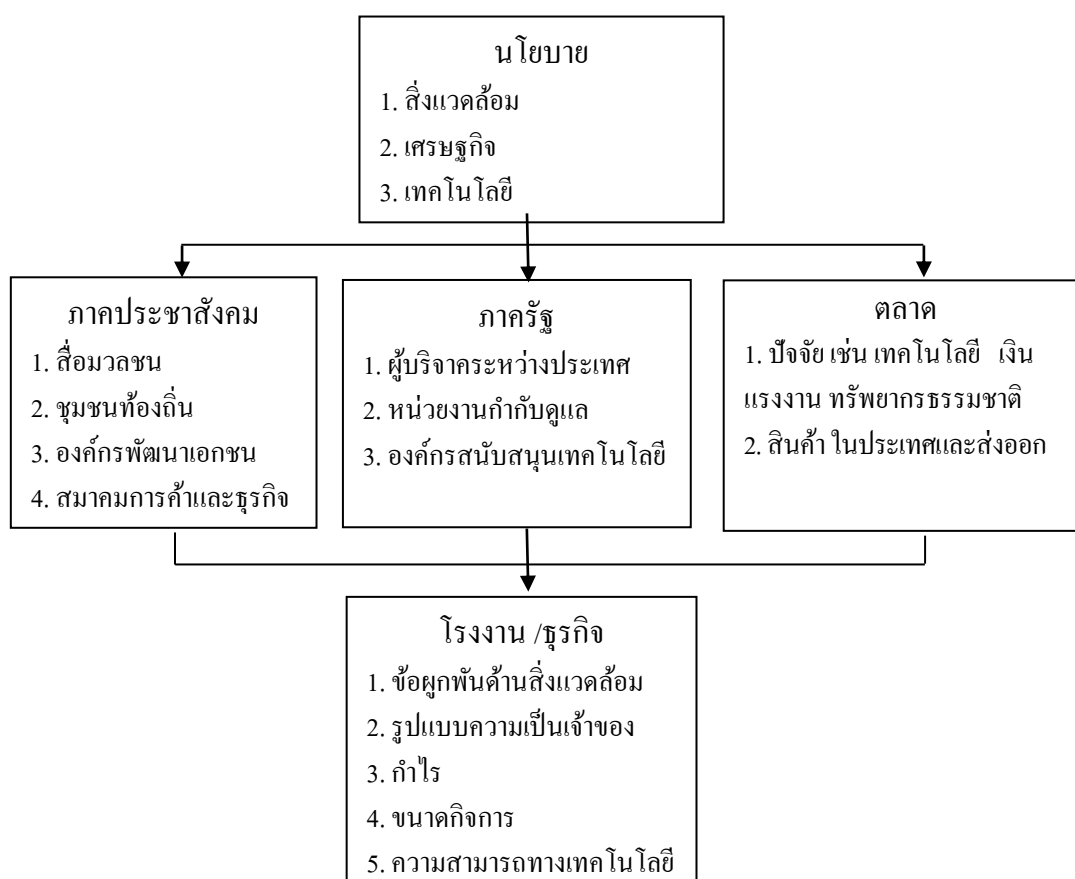 นโยบาย
1. สิ่งแวดล้อม
2. เศรษฐกิจ
3. เทคโนโลยี
ภาคประชาสังคม
1. สื่อมวลชน
2. ชุมชนท้องถิ่น
3. องค์กรพัฒนาเอกชน
4. สมาคมการค้าและธุรกิจ
ภาครัฐ
1. ผู้บริจาคระหว่างประเทศ
2. หน่วยงานกำกับดูแล
3. องค์กรสนับสนุนเทคโนโลยี
ตลาด
1. ปัจจัย เช่น เทคโนโลยี เงิน
แรงงาน ทรัพยากรธรรมชาติ
2. สินค้า ในประเทศและส่งออก
โรงงาน /ธุรกิจ
1. ข้อผูกพันด้านสิ่งแวดล้อม
2. รูปแบบความเป็นเจ้าของ
3. กำไร
4. ขนาดกิจการ
5. ความสามารถทางเทคโนโลยี